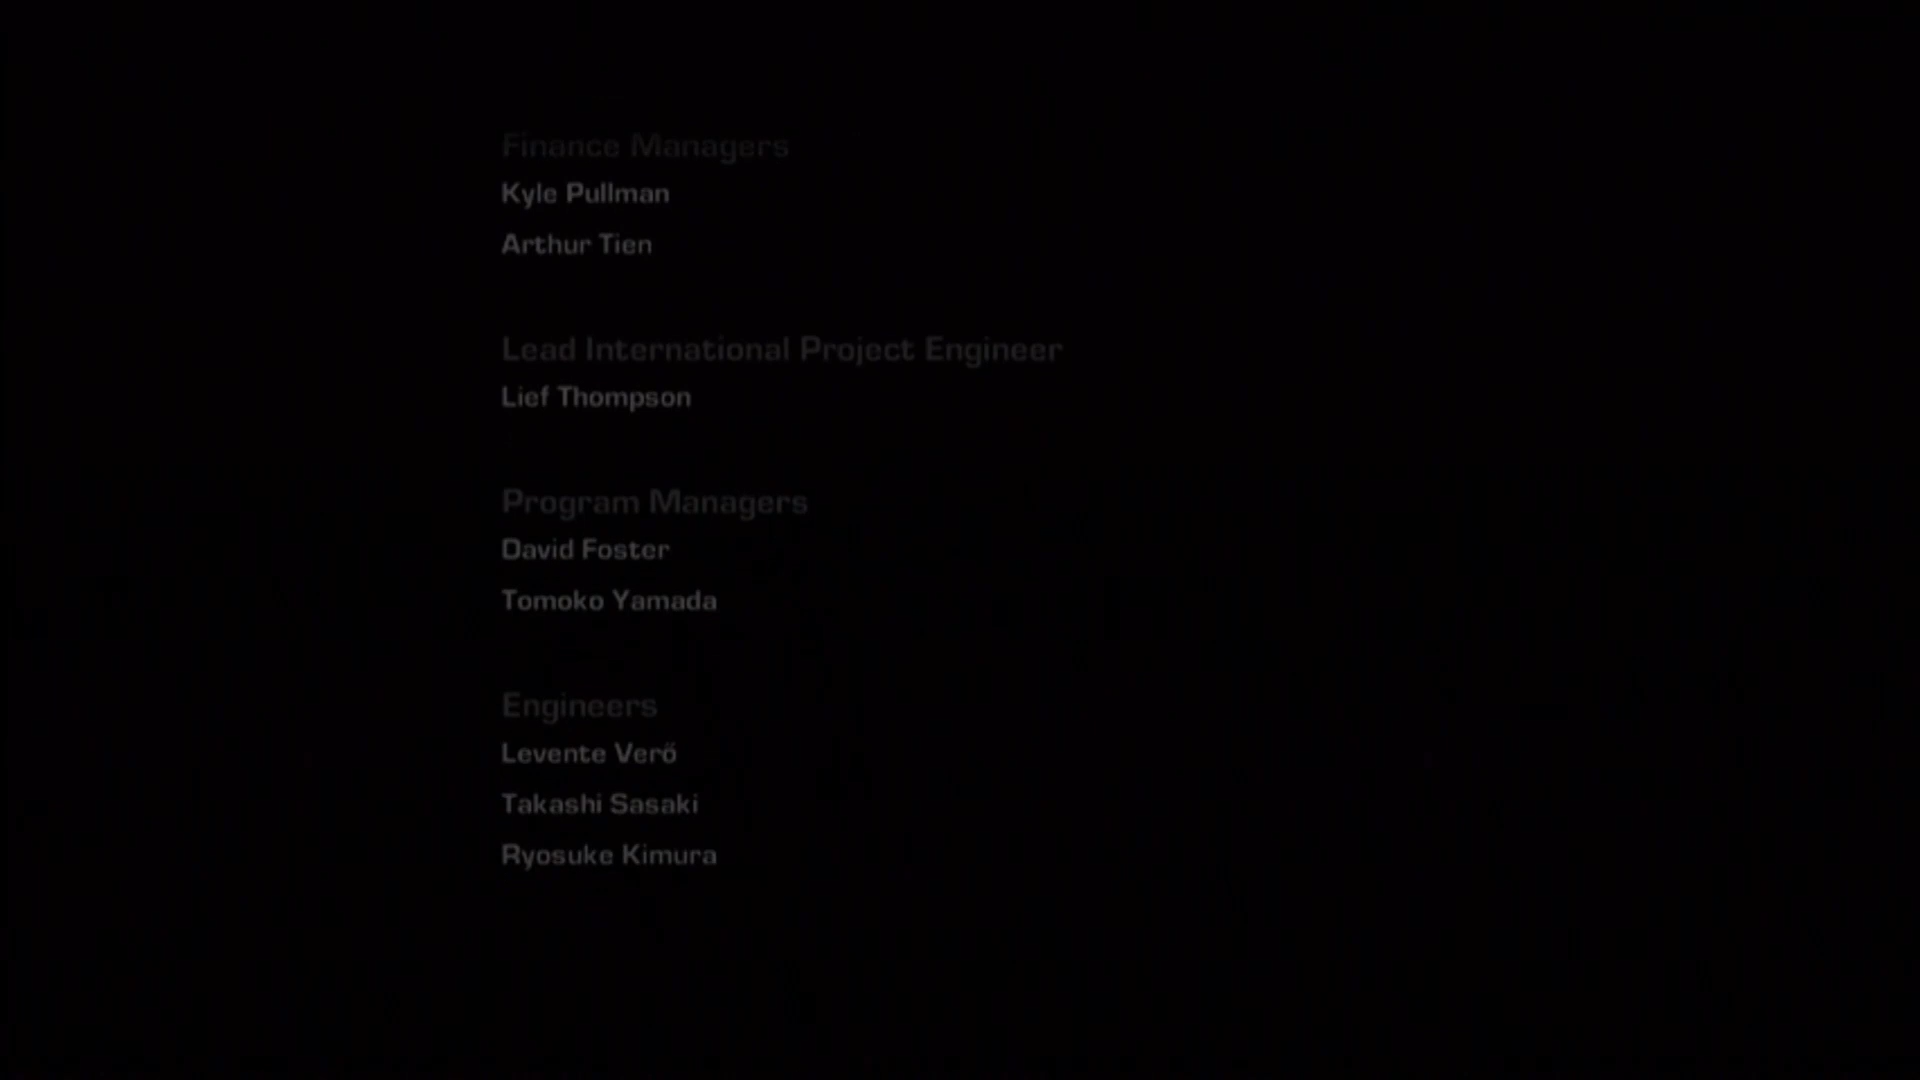 Finance Managers
Kyle Pullman
Arthur Tien
Lead International Project Engineer
Lief Thompson
Program Managers
David Foster
Tomoko Yamada
Engineers
Levente Verő
Takashi Sasaki
Ryosuke Kimura